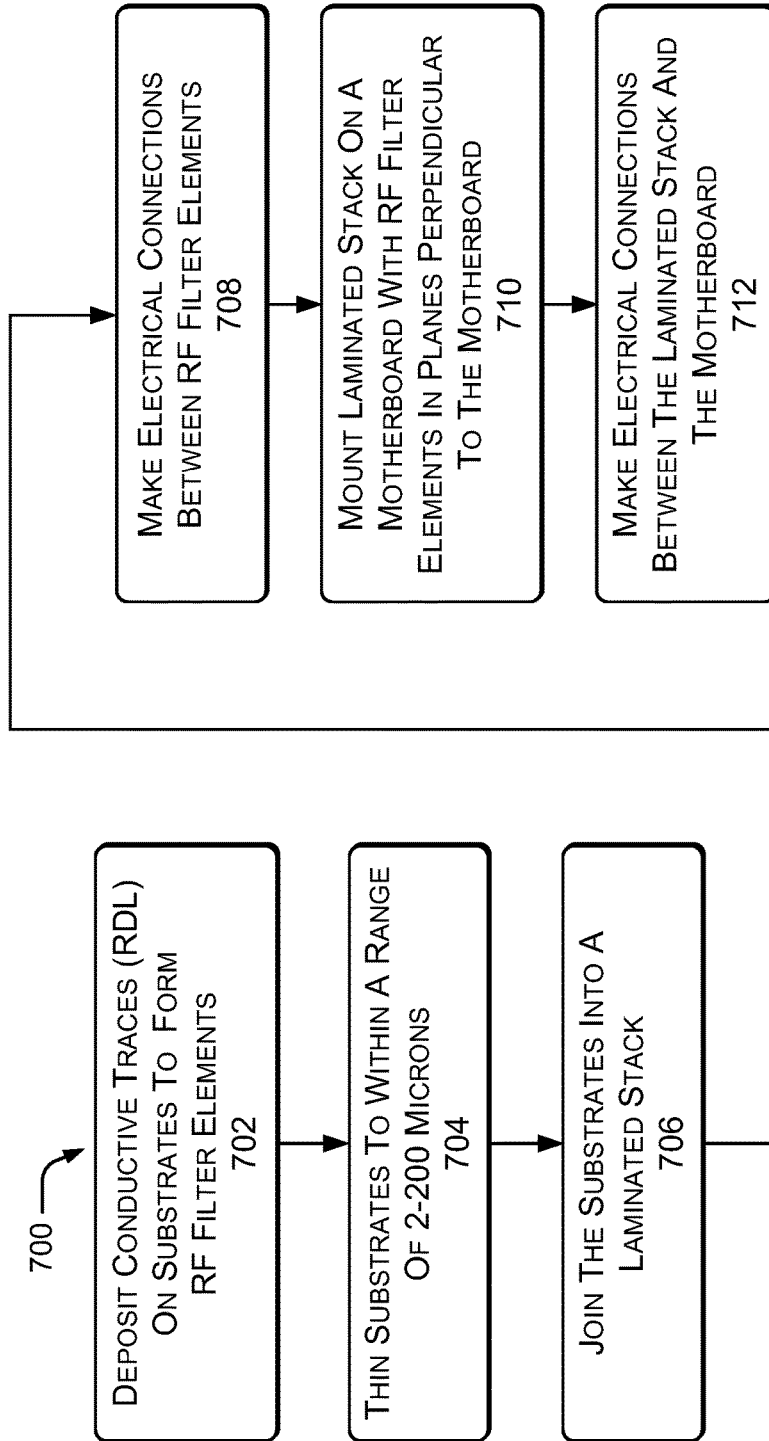 700
DEPOSIT CONDUCTIVE TRACES (RDL)
ON SUBSTRATES TO FORM
RF FILTER ELEMENTS
702
THIN SUBSTRATES TO WITHIN A RANGE
OF 2-200 MICRONS
704
JOIN THE SUBSTRATES INTO A
LAMINATED STACK
706
MAKE ELECTRICAL CONNECTIONS
BETWEEN RF FILTER ELEMENTS
708
MOUNT LAMINATED STACK ON A
MOTHERBOARD WITH RF FILTER
ELEMENTS IN PLANES PERPENDICULAR
TO THE MOTHERBOARD
710
MAKE ELECTRICAL CONNECTIONS
BETWEEN THE LAMINATED STACK AND
THE MOTHERBOARD
712